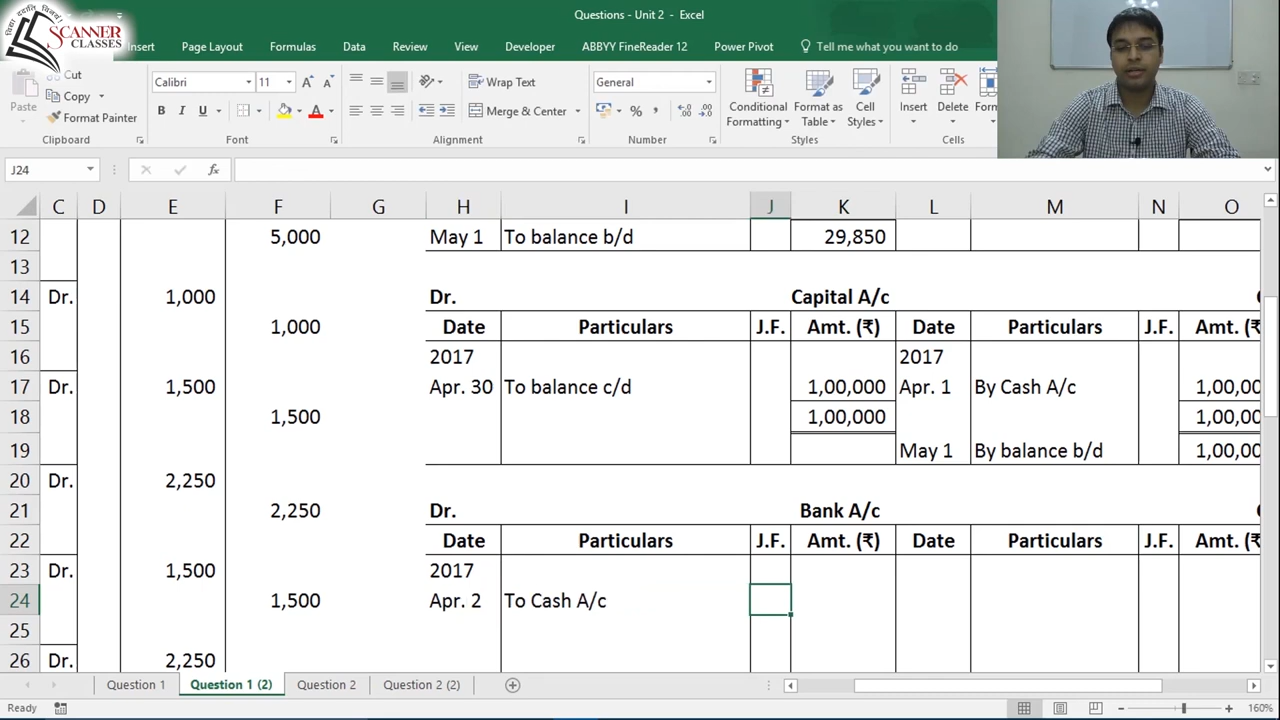 विद्यां ददाति विनयं
SCANNER
CLASSES
Questions - Unit 2 - Excel
Insert Page Layout Formulas Data Review View Developer ABBYY FineReader 12 Power Pivot Tell me what you want to do
Paste
Cut
Copy
Format Painter
Calibri 11
B I U
Wrap Text
Merge & Center
General
% ,
Conditional Formatting
Format as Table
Cell Styles
Insert
Delete
Form
Clipboard Font Alignment Number Styles Cells
J24 fx
C D E F G H I J K L M N O
12 5,000 May 1 To balance b/d 29,850
13
14 Dr. 1,000 Dr. Capital A/c
15 1,000 Date Particulars J.F. Amt. (₹) Date Particulars J.F. Amt. (₹
16 2017 2017
17 Dr. 1,500 Apr. 30 To balance c/d 1,00,000 Apr. 1 By Cash A/c 1,00,00
18 1,500 1,00,000 1,00,00
19 May 1 By balance b/d 1,00,00
20 Dr. 2,250
21 2,250 Dr. Bank A/c
22 Date Particulars J.F. Amt. (₹) Date Particulars J.F. Amt. (₹
23 Dr. 1,500 2017
24 1,500 Apr. 2 To Cash A/c
25
26 Dr. 2,250
Question 1 Question 1 (2) Question 2 Question 2 (2)
Ready 160%